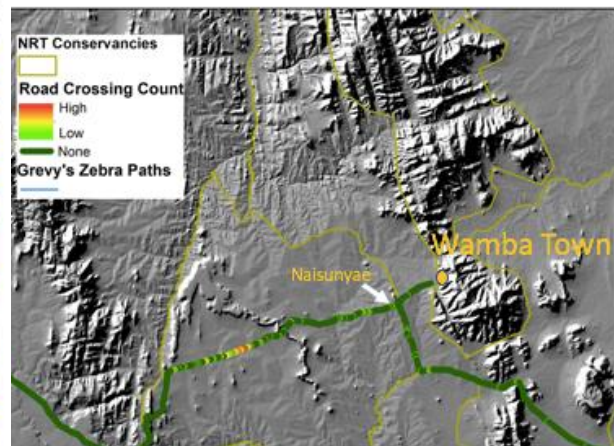 NRT Conservancies
Road Crossing Count
High
Low
None
Grevy's Zebra Paths
Wamba Town
Naisunyae